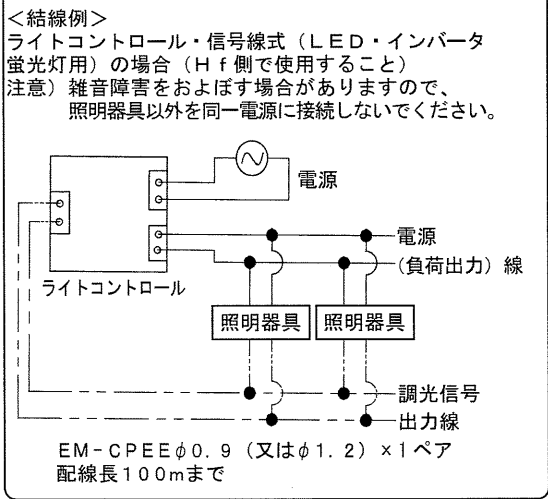 <結線例>
ライトコントロール・信号線式(LED・インバータ
蛍光灯用)の場合(Hf側で使用すること)
注意)雑音障害をおよぼす場合がありますので、
照明器具以外を同一電源に接続しないでください。
電源
電源
(負荷出力)線
ライトコントロール
照明器具
照明器具
調光信号
出力線
EM-CPEEφ0.9(又はφ1.2)×1ペア
配線長100mまで